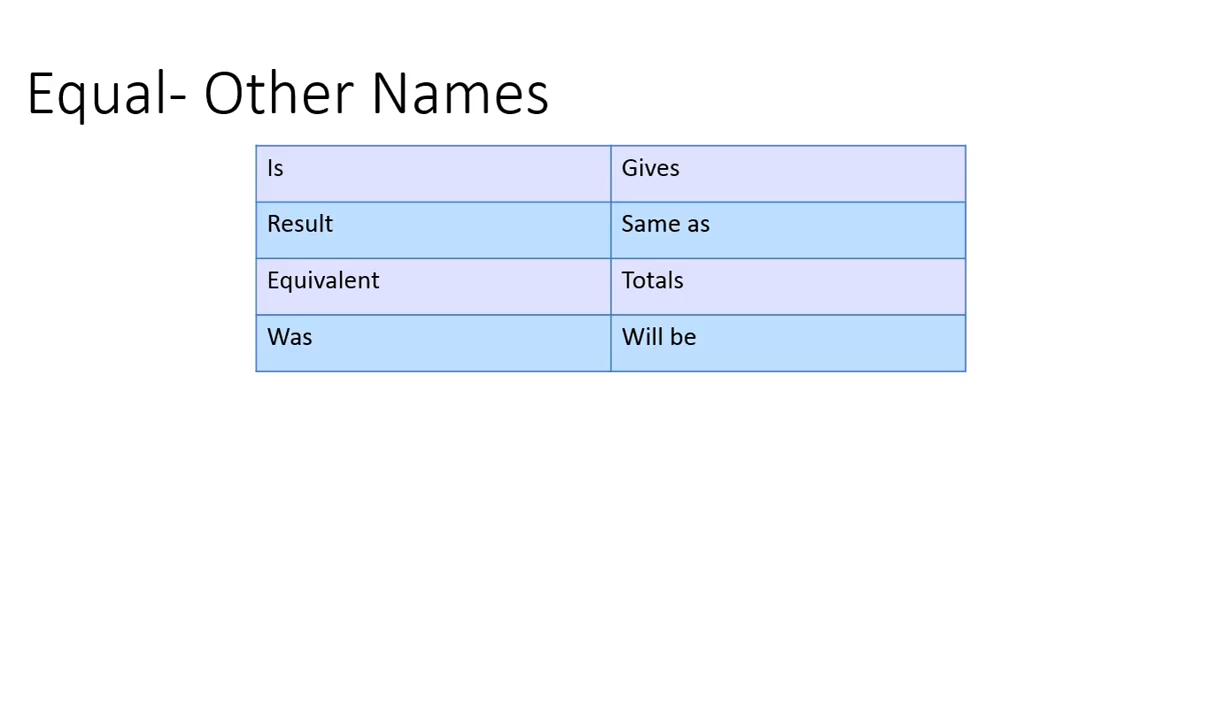 Equal- Other Names
Is Gives
Result Same as
Equivalent Totals
Was Will be